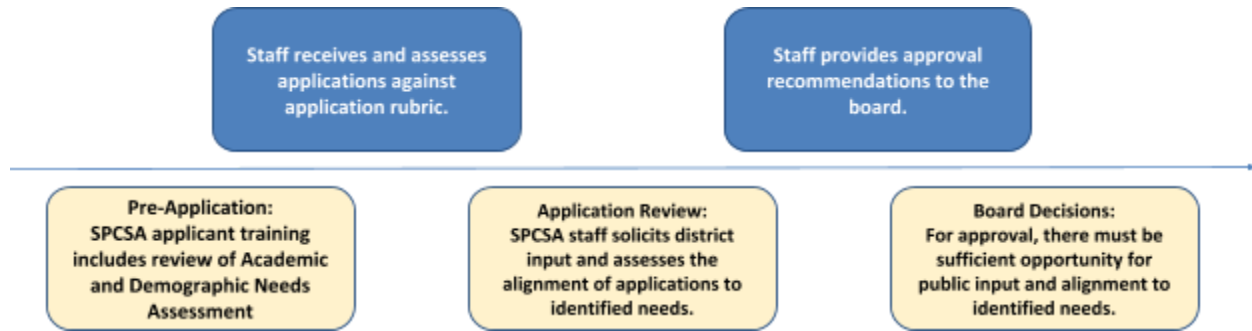 Staff receives and assesses
applications against
application rubric.
Staff provides approval
recommendations to the
board.
Pre-Application:
SPCSA applicant training
includes review of Academic
and Demographic Needs
Assessment
Application Review:
SPCSA staff solicits district
input and assesses the
alignment of applications to
identified needs.
Board Decisions:
For approval, there must be
sufficient opportunity for
public input and alignment to
identified needs.